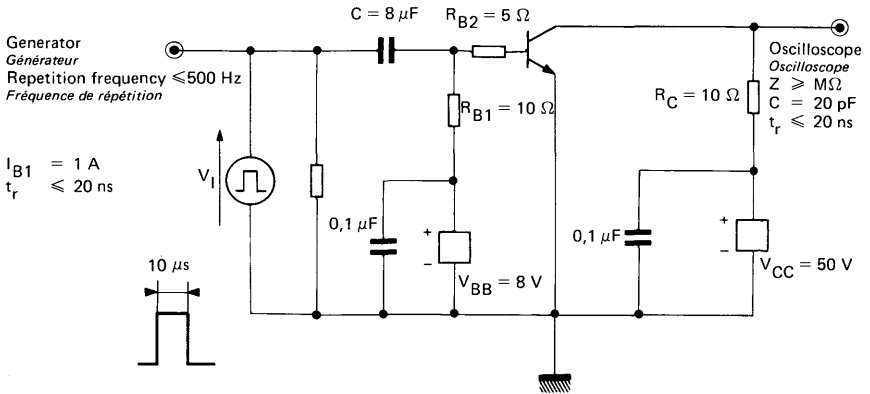 C = 8 μF
R_B2 = 5 Ω
Generator
Générateur
Repetition frequency ⩽500 Hz
Fréquence de répétition
Oscilloscope
Oscilloscope
Z ⩾ MΩ
C = 20 pF
t_r ⩽ 20 ns
R_B1 = 10 Ω
R_C = 10 Ω
I_B1 = 1 A
t_r ⩽ 20 ns
V_I
0,1 μF
+
−
V_BB = 8 V
0,1 μF
+
−
V_CC = 50 V
10 μs